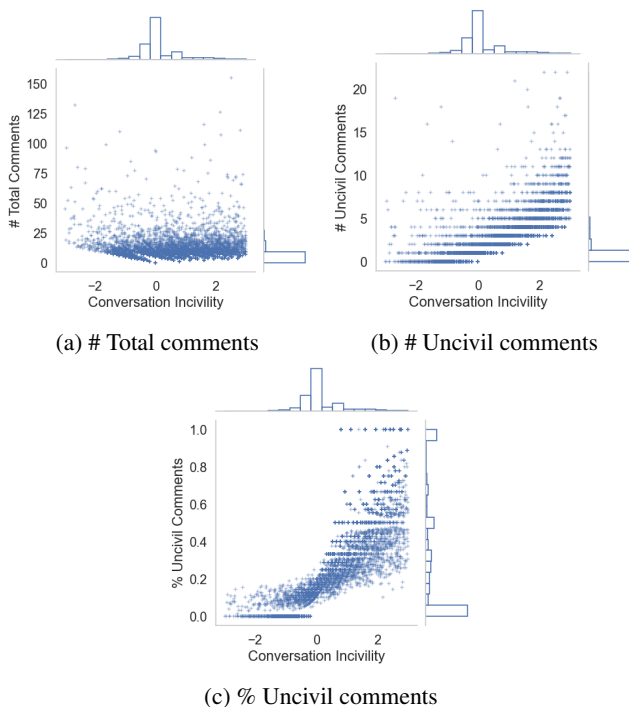 150
125
100
75
50
25
0
# Total Comments
−2 0 2
Conversation Incivility
(a) # Total comments
20
15
10
5
0
# Uncivil Comments
−2 0 2
Conversation Incivility
(b) # Uncivil comments
1.0
0.8
0.6
0.4
0.2
0.0
% Uncivil Comments
−2 0 2
Conversation Incivility
(c) % Uncivil comments